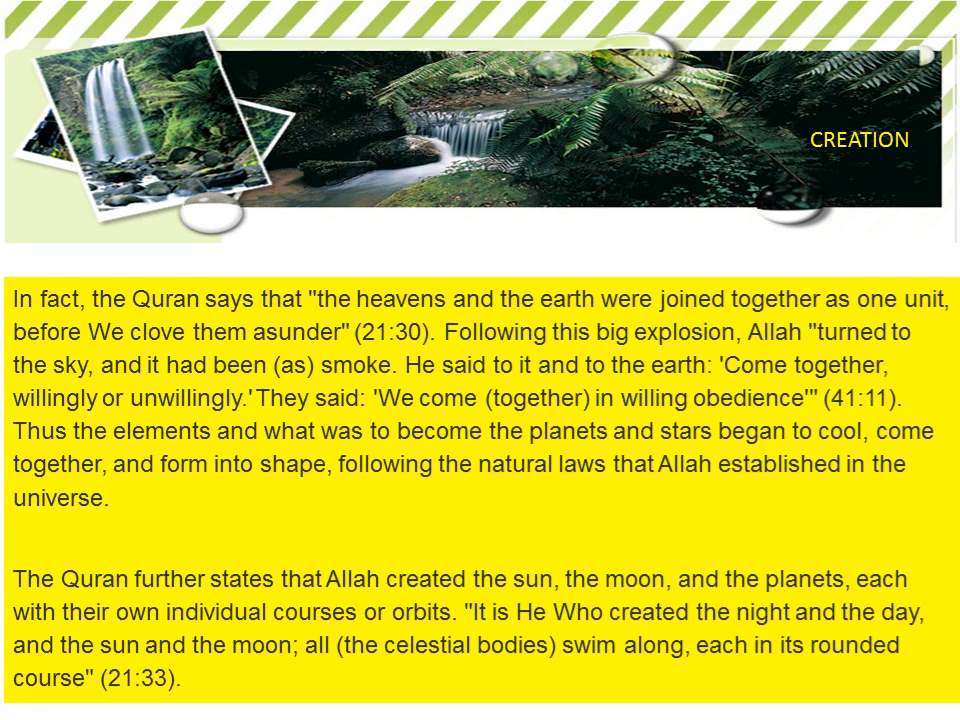 CREATION
In fact, the Quran says that "the heavens and the earth were joined together as one unit,
before We clove them asunder" (21:30). Following this big explosion, Allah "turned to
the sky, and it had been (as) smoke. He said to it and to the earth: 'Come together,
willingly or unwillingly.' They said: 'We come (together) in willing obedience'" (41:11).
Thus the elements and what was to become the planets and stars began to cool, come
together, and form into shape, following the natural laws that Allah established in the
universe.
The Quran further states that Allah created the sun, the moon, and the planets, each
with their own individual courses or orbits. "It is He Who created the night and the day,
and the sun and the moon; all (the celestial bodies) swim along, each in its rounded
course" (21:33).